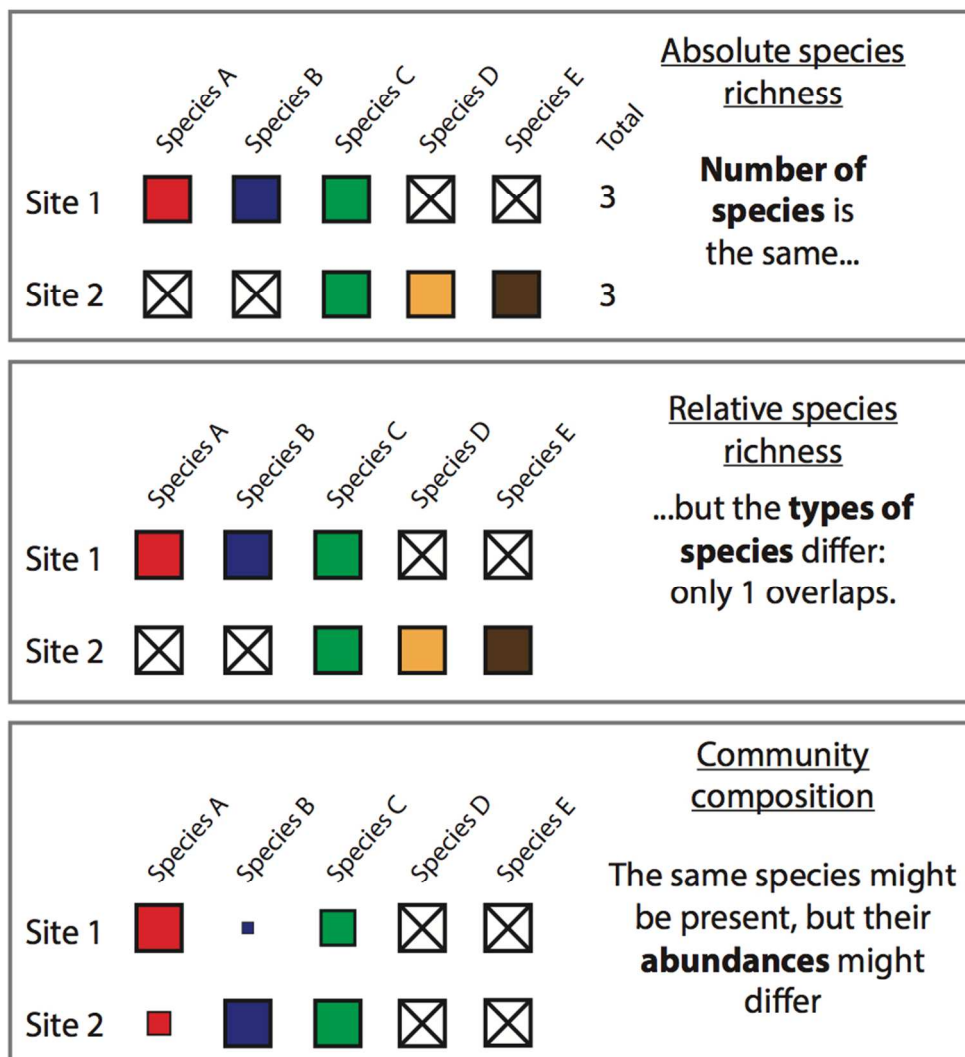 Absolute species
richness
Species A Species B Species C Species D Species E Total
Number of
species is
the same...
Site 1 3
Site 2 3
Relative species
richness
Species A Species B Species C Species D Species E
...but the types of
species differ:
only 1 overlaps.
Site 1
Site 2
Community
composition
Species A Species B Species C Species D Species E
The same species might
be present, but their
abundances might
differ
Site 1
Site 2